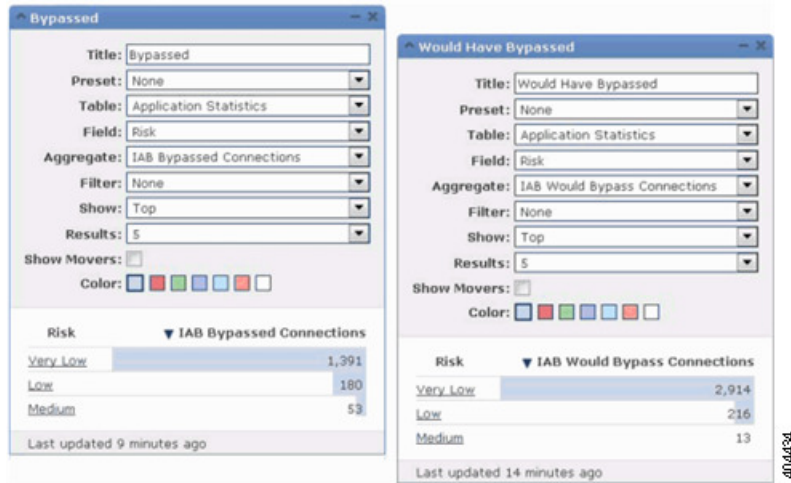 Bypassed
Title: Bypassed
Preset: None
Table: Application Statistics
Field: Risk
Aggregate: IAB Bypassed Connections
Filter: None
Show: Top
Results: 5
Show Movers:
Color:
Risk IAB Bypassed Connections
Very Low 1,391
Low 180
Medium 53
Last updated 9 minutes ago
Would Have Bypassed
Title: Would Have Bypassed
Preset: None
Table: Application Statistics
Field: Risk
Aggregate: IAB Would Bypass Connections
Filter: None
Show: Top
Results: 5
Show Movers:
Color:
Risk IAB Would Bypass Connections
Very Low 2,914
Low 216
Medium 13
Last updated 14 minutes ago
404434